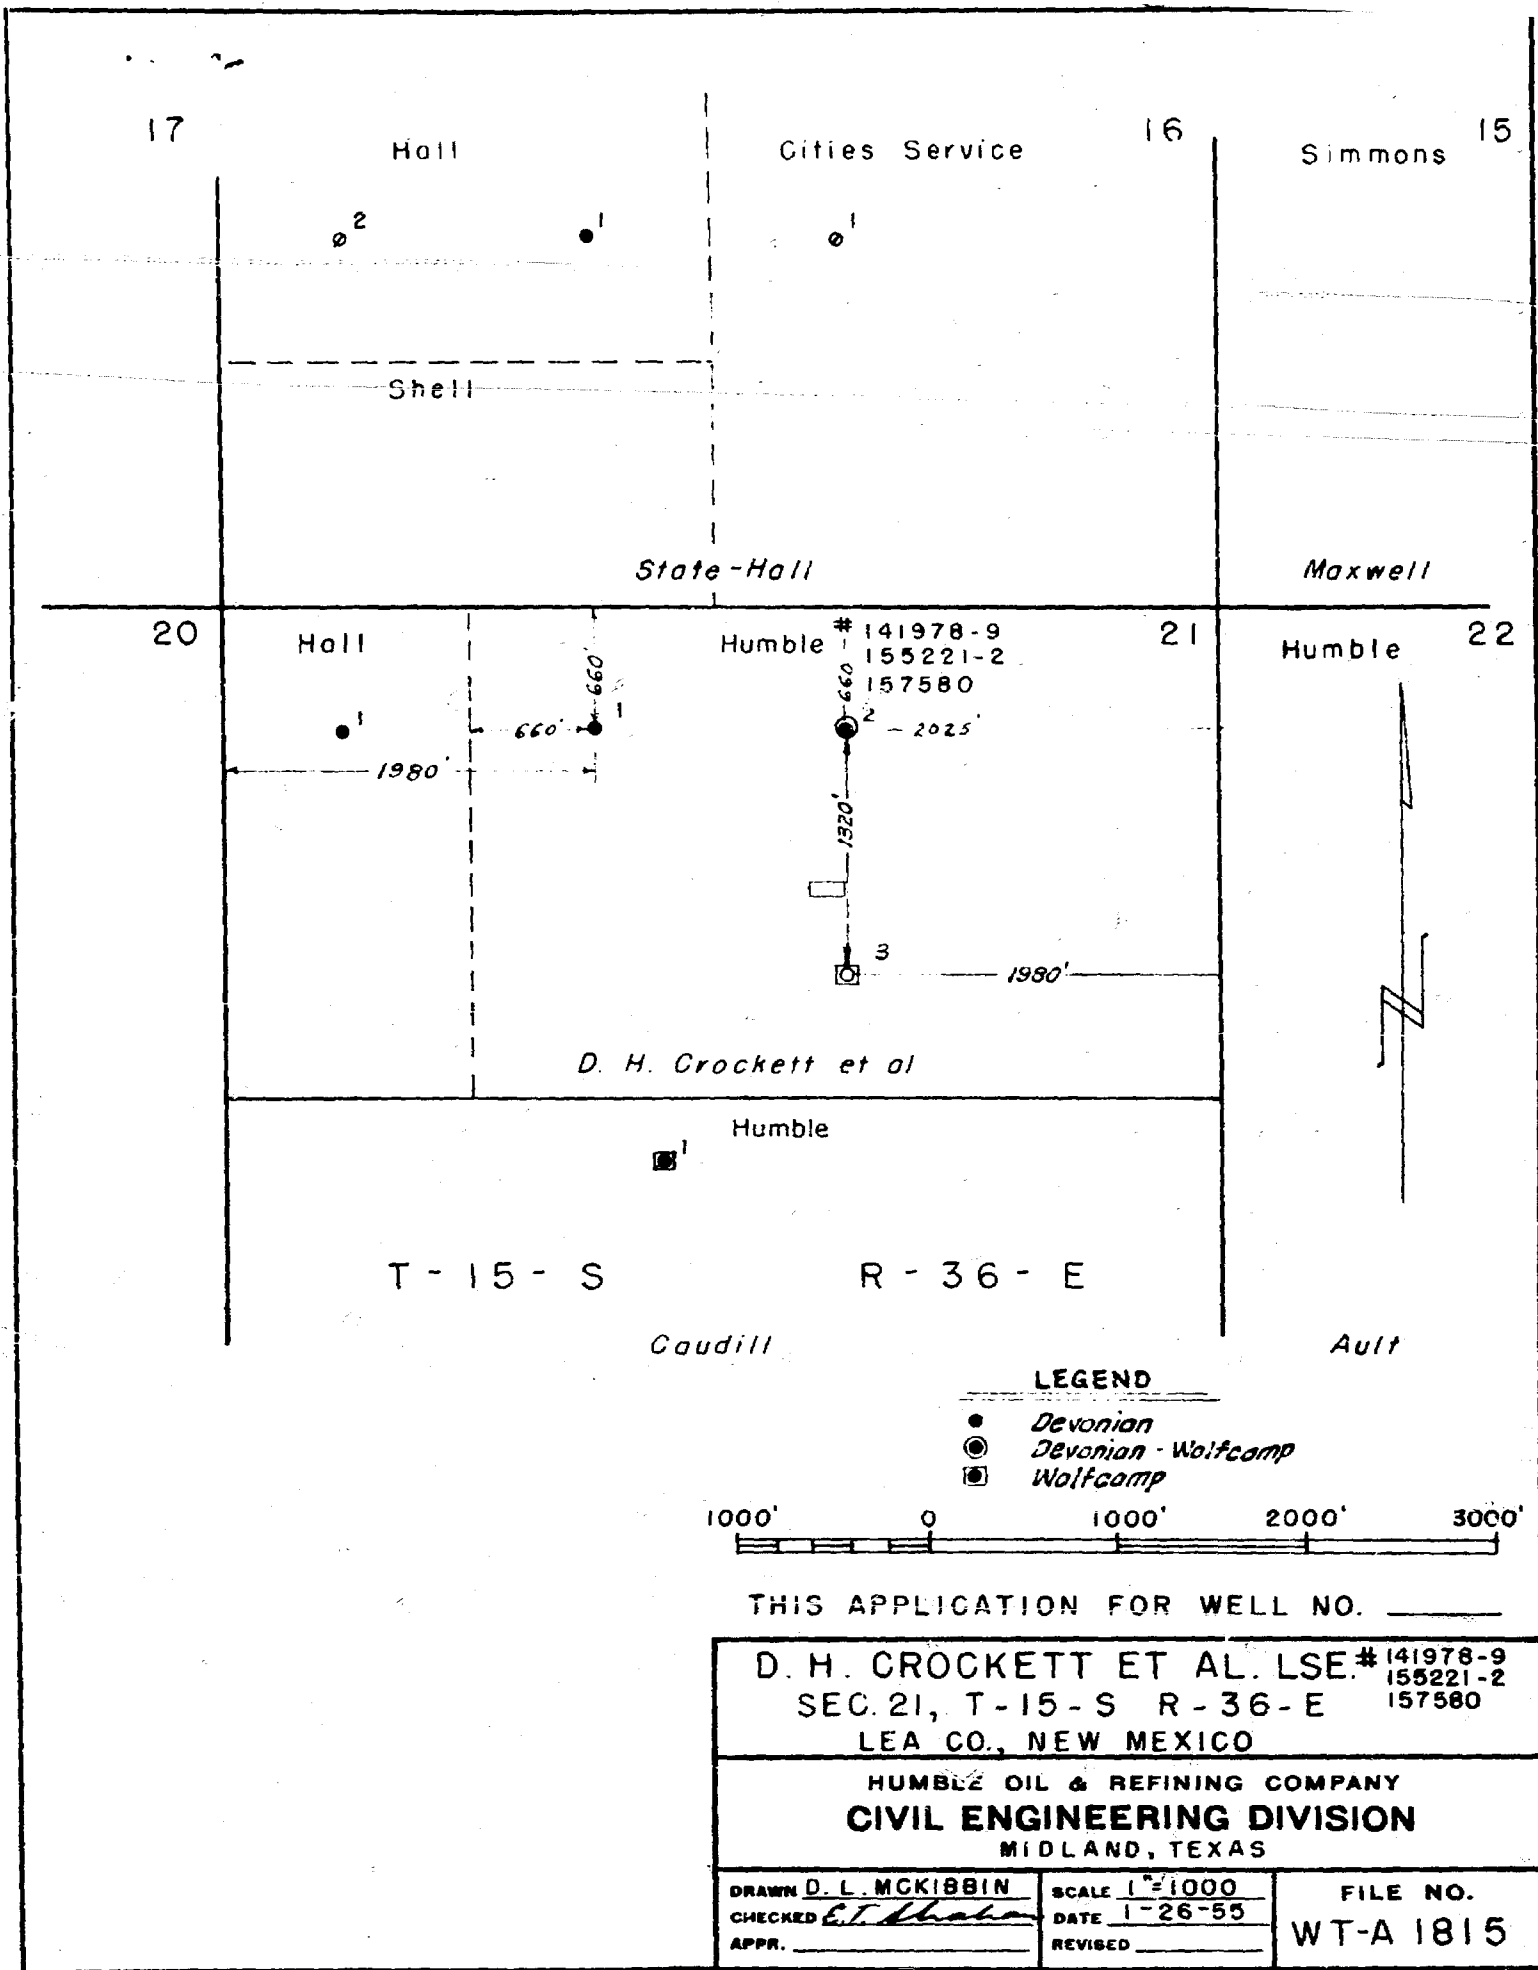 17
Hall
Cities Service
16
Simmons
15
2
1
1
Shell
State-Hall
Maxwell
20
Hall
Humble
# 141978-9
155221-2
157580
21
Humble
22
660'
660
1
660'
1
2
2025'
1980'
1320'
3
1980'
D. H. Crockett et al
Humble
1
T-15-S R-36-E
Caudill
Ault
LEGEND
Devonian
Devonian - Wolfcamp
Wolfcamp
1000' 0 1000' 2000' 3000'
THIS APPLICATION FOR WELL NO.
D. H. CROCKETT ET AL. LSE. # 141978-9
155221-2
157580
SEC. 21, T-15-S R-36-E
LEA CO., NEW MEXICO
HUMBLE OIL & REFINING COMPANY
CIVIL ENGINEERING DIVISION
MIDLAND, TEXAS
DRAWN D. L. MCKIBBIN
CHECKED E.T.
APPR.
SCALE 1"=1000
DATE 1-26-55
REVISED
FILE NO.
WT-A 1815